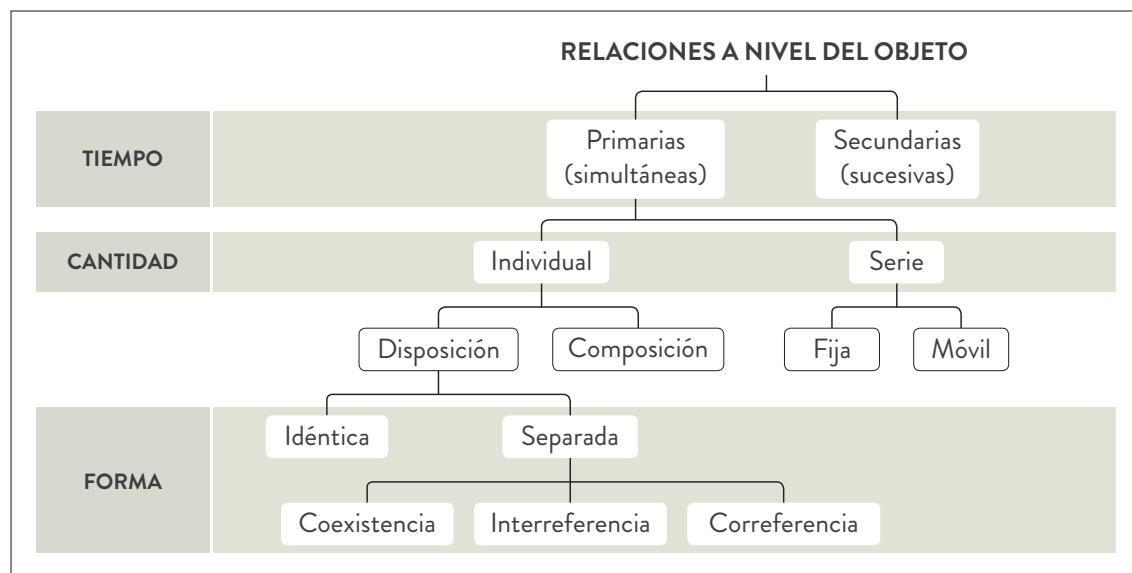 RELACIONES A NIVEL DEL OBJETO
TIEMPO
Primarias
(simultáneas)
Secundarias
(sucesivas)
CANTIDAD
Individual
Serie
Disposición
Composición
Fija
Móvil
FORMA
Idéntica
Separada
Coexistencia
Interreferencia
Correferencia